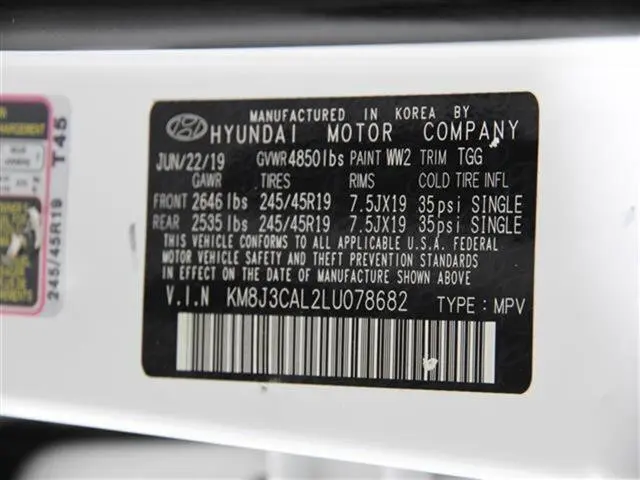 MANUFACTURED IN KOREA BY
HYUNDAI MOTOR COMPANY
JUN/22/19 GVWR 4850lbs PAINT WW2 TRIM TGG
GAWR TIRES RIMS COLD TIRE INFL
FRONT 2646 lbs 245/45R19 7.5JX19 35psi SINGLE
REAR 2535 lbs 245/45R19 7.5JX19 35psi SINGLE
THIS VEHICLE CONFORMS TO ALL APPLICABLE U.S.A. FEDERAL
MOTOR VEHICLE SAFETY AND THEFT PREVENTION STANDARDS
IN EFFECT ON THE DATE OF MANUFACTURE SHOWN ABOVE.
V.I.N KM8J3CAL2LU078682 TYPE : MPV
245/45R19 T45